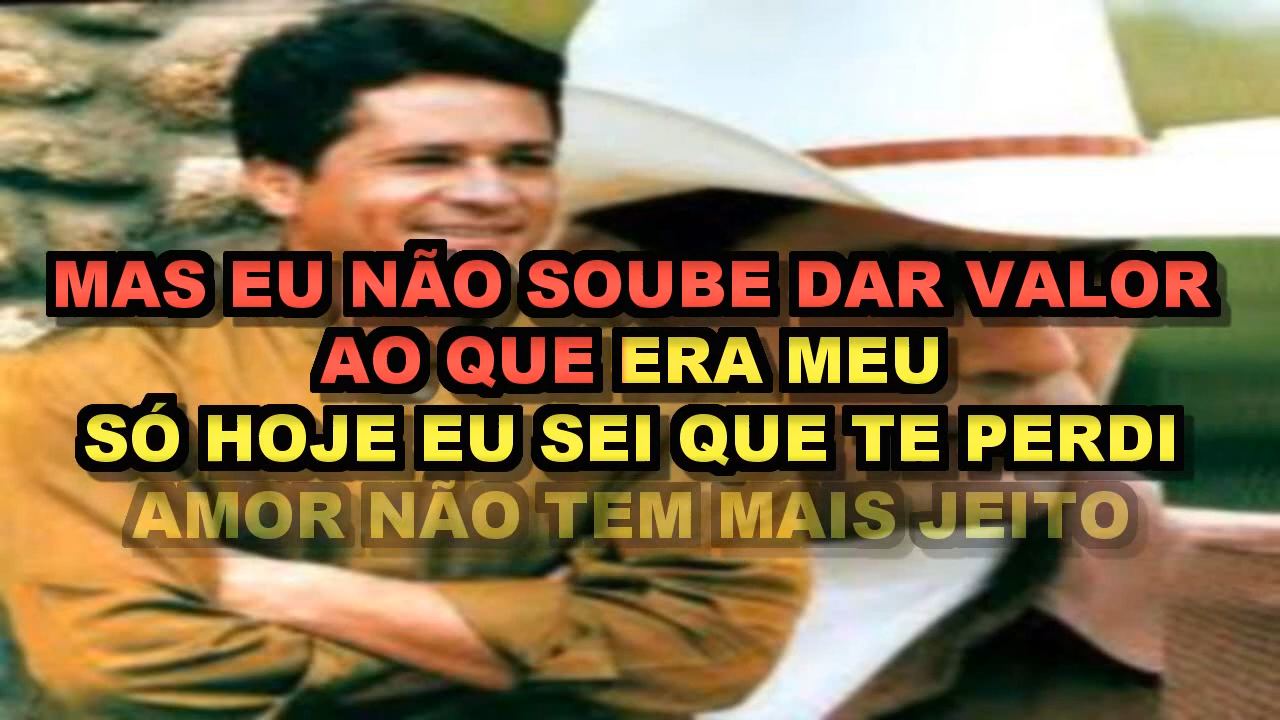 MAS EU NÃO SOUBE DAR VALOR
AO QUE ERA MEU
SÓ HOJE EU SEI QUE TE PERDI
AMOR NÃO TEM MAIS JEITO